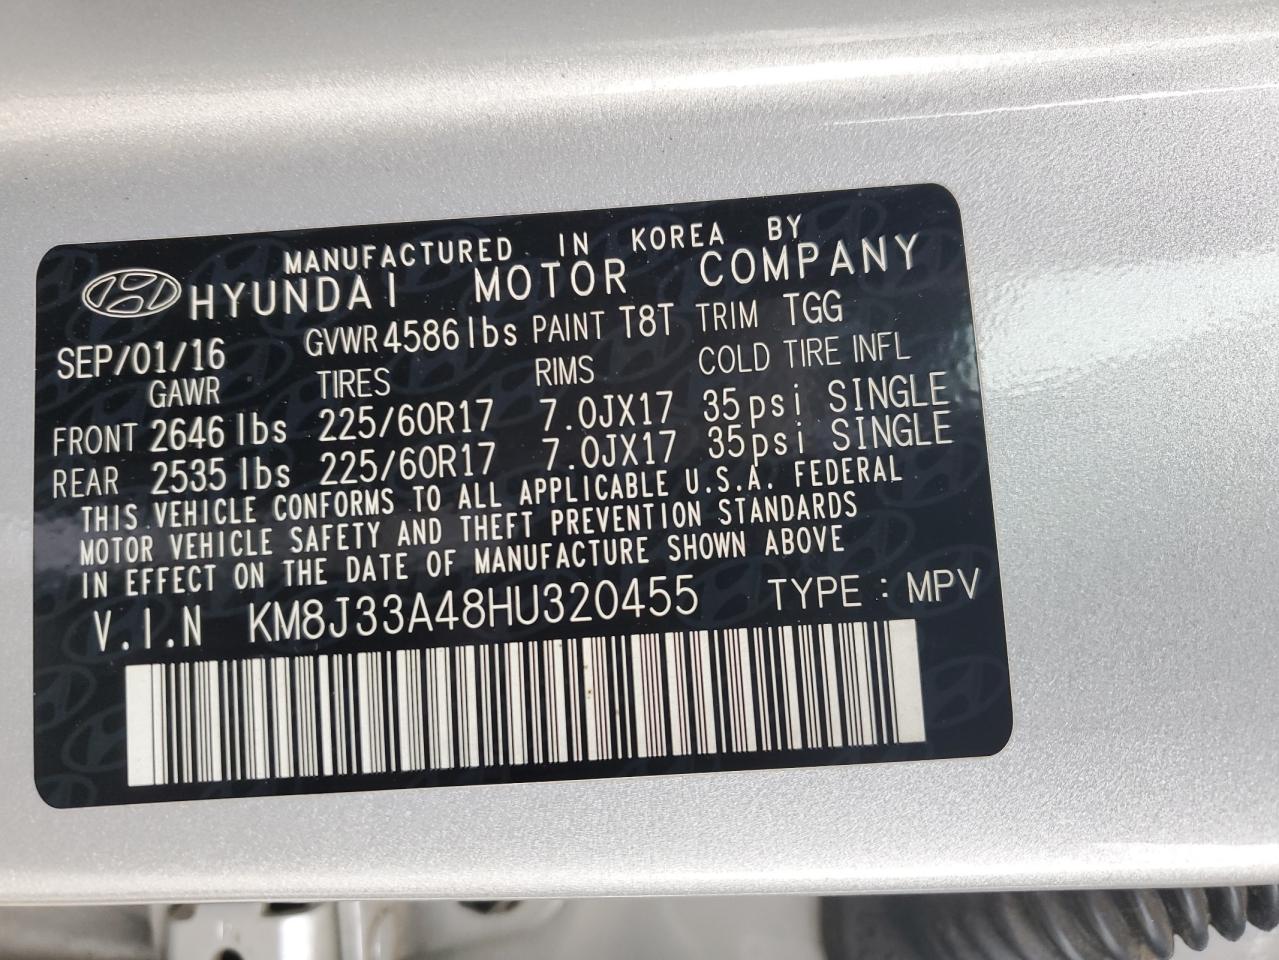 MANUFACTURED IN KOREA BY
HYUNDAI MOTOR COMPANY
SEP/01/16 GVWR 4586lbs PAINT T8T TRIM TGG
GAWR TIRES RIMS COLD TIRE INFL
FRONT 2646 lbs 225/60R17 7.0JX17 35psi SINGLE
REAR 2535 lbs 225/60R17 7.0JX17 35psi SINGLE
THIS VEHICLE CONFORMS TO ALL APPLICABLE U.S.A. FEDERAL
MOTOR VEHICLE SAFETY AND THEFT PREVENTION STANDARDS
IN EFFECT ON THE DATE OF MANUFACTURE SHOWN ABOVE
V.I.N KM8J33A48HU320455 TYPE : MPV